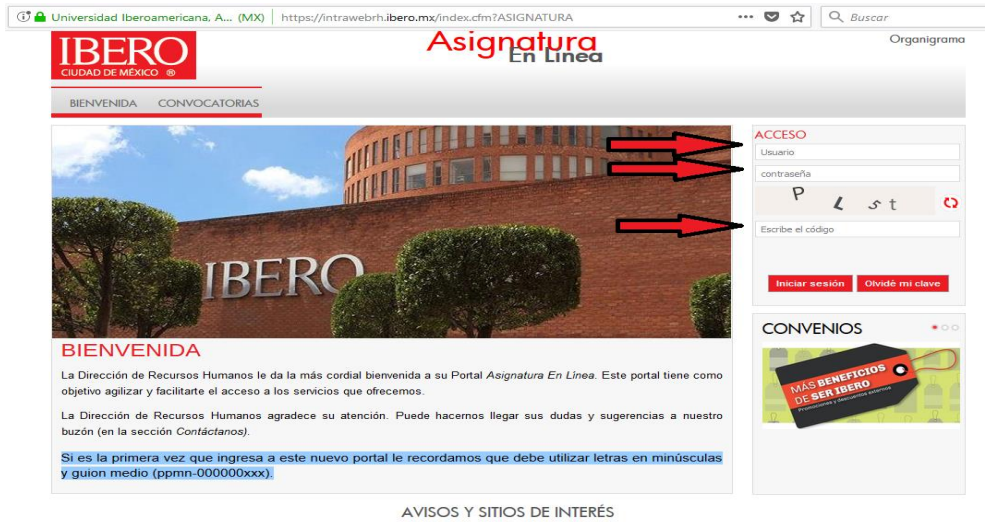 Universidad Iberoamericana, A... (MX) https://intrawebrh.ibero.mx/index.cfm?ASIGNATURA
Buscar
IBERO
CIUDAD DE MÉXICO ®
Asignatura
En Línea
Organigrama
BIENVENIDA CONVOCATORIAS
IBERO
ACCESO
Usuario
contraseña
P L s t
Escribe el código
Iniciar sesión Olvidé mi clave
CONVENIOS
MÁS BENEFICIOS
DE SER IBERO
Promociones y descuentos externos
BIENVENIDA
La Dirección de Recursos Humanos le da la más cordial bienvenida a su Portal Asignatura En Línea. Este portal tiene como
objetivo agilizar y facilitarte el acceso a los servicios que ofrecemos.
La Dirección de Recursos Humanos agradece su atención. Puede hacernos llegar sus dudas y sugerencias a nuestro
buzón (en la sección Contáctanos).
Si es la primera vez que ingresa a este nuevo portal le recordamos que debe utilizar letras en minúsculas
y guion medio (ppmn-000000xxx).
AVISOS Y SITIOS DE INTERÉS